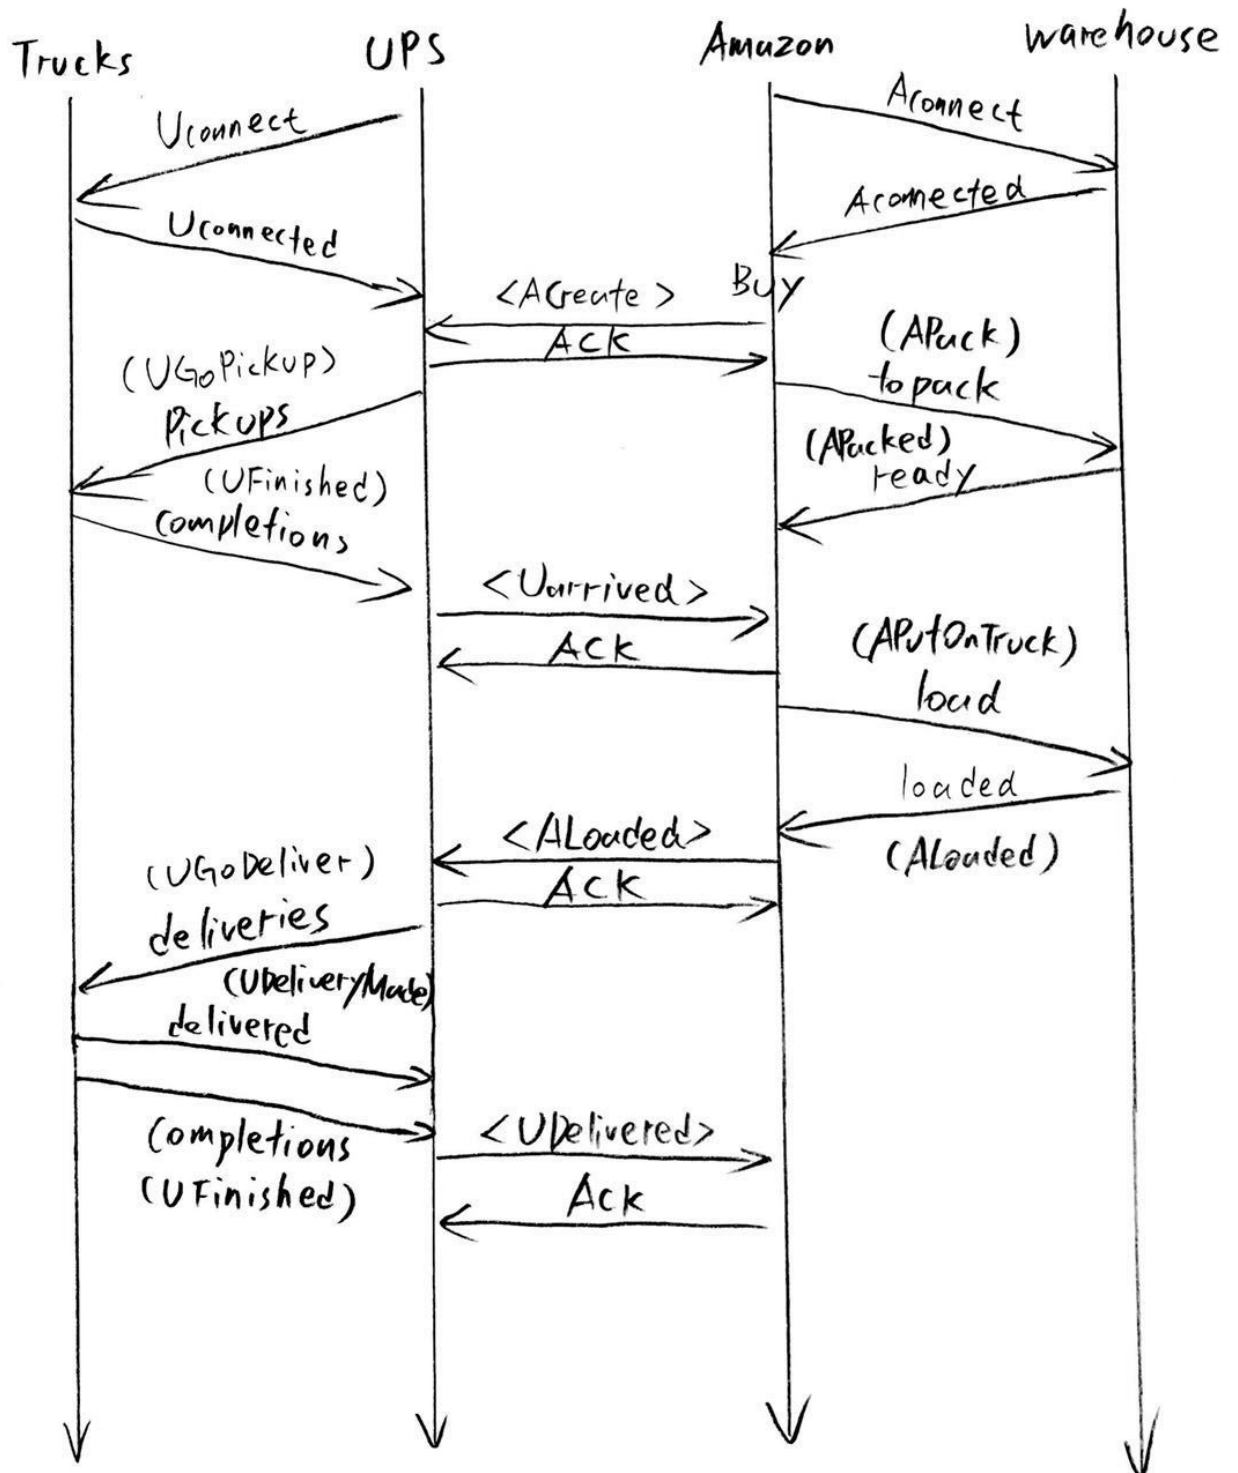 Trucks
UPS
Amazon
warehouse
Uconnect
Aconnect
Uconnected
Aconnected
<ACreate>
Buy
ACK
(APack)
to pack
(UGoPickup)
Pickups
(APacked)
ready
(UFinished)
completions
<Uarrived>
ACK
(APutOnTruck)
load
loaded
<ALoaded>
(ALoaded)
ACK
(UGoDeliver)
deliveries
(UDeliveryMade)
delivered
Completions
(UFinished)
<UDelivered>
Ack